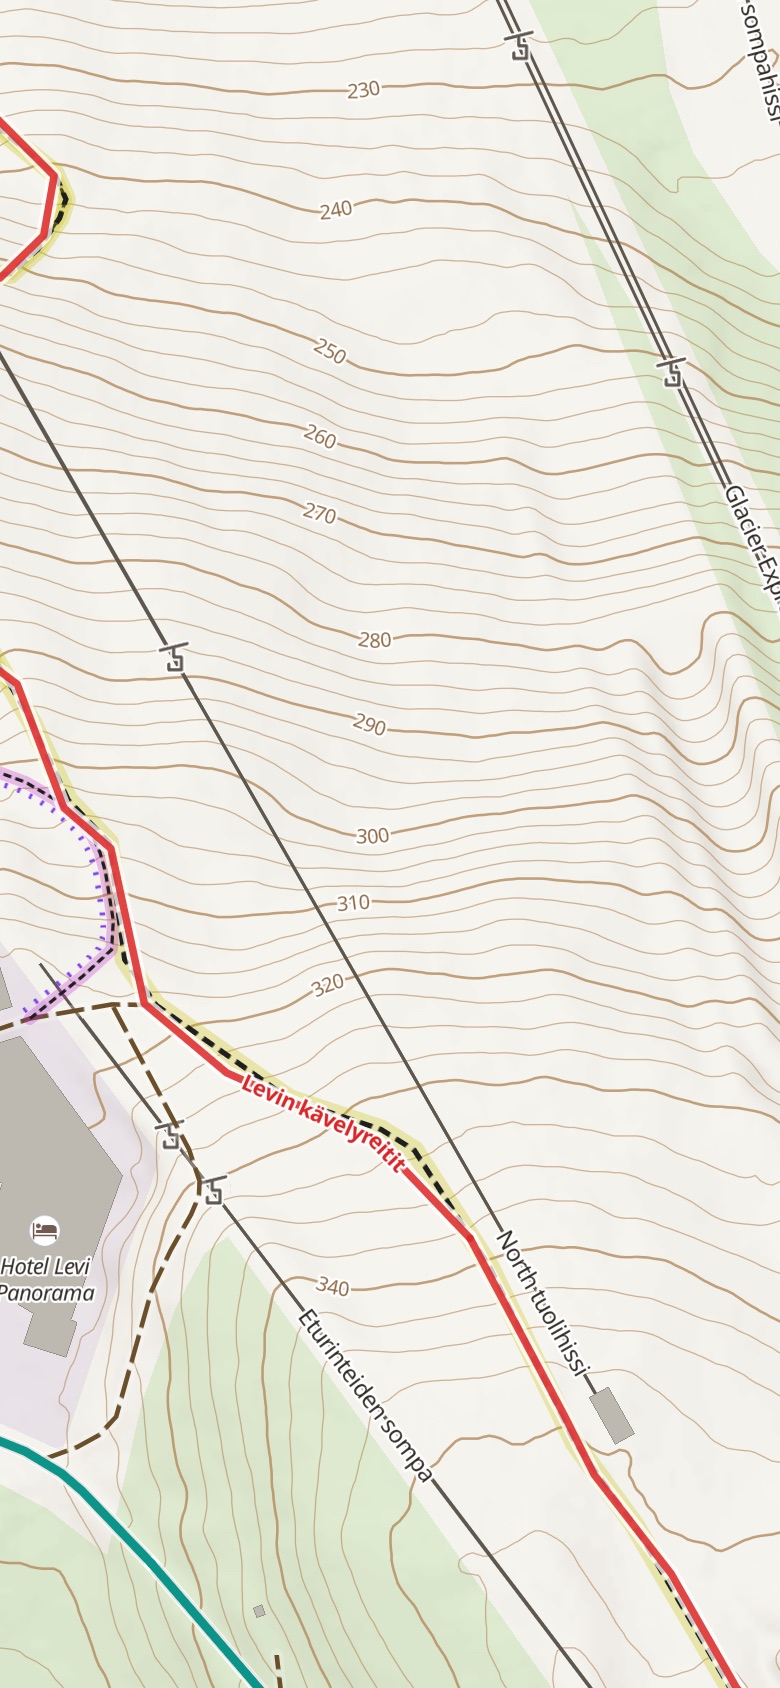 -sompahissi
230
240
250
260
270
Glacier Exp
280
290
300
310
320
Levin kävelyreitit
North tuolihissi
Hotel Levi
Panorama
340
Eturinteiden sompa